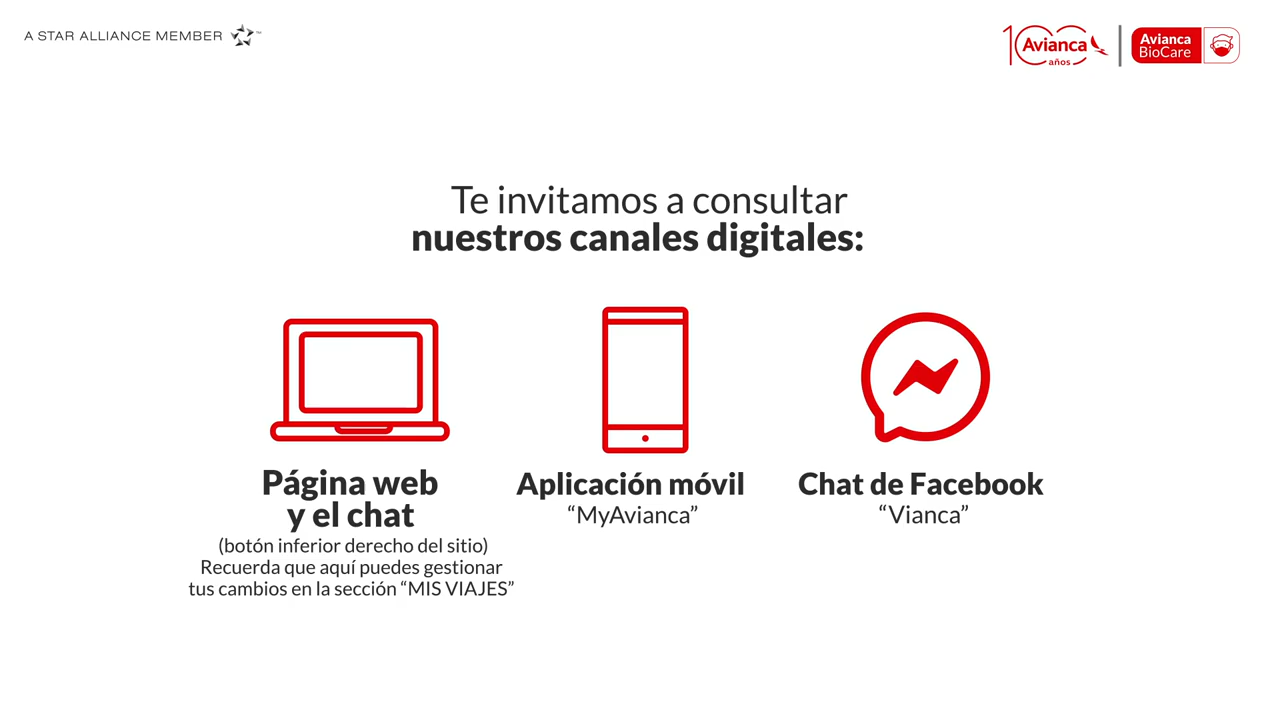 A STAR ALLIANCE MEMBER
100
Avianca
años
Avianca
BioCare
Te invitamos a consultar
nuestros canales digitales:
Página web
y el chat
(botón inferior derecho del sitio)
Recuerda que aquí puedes gestionar
tus cambios en la sección “MIS VIAJES”
Aplicación móvil
“MyAvianca”
Chat de Facebook
“Vianca”